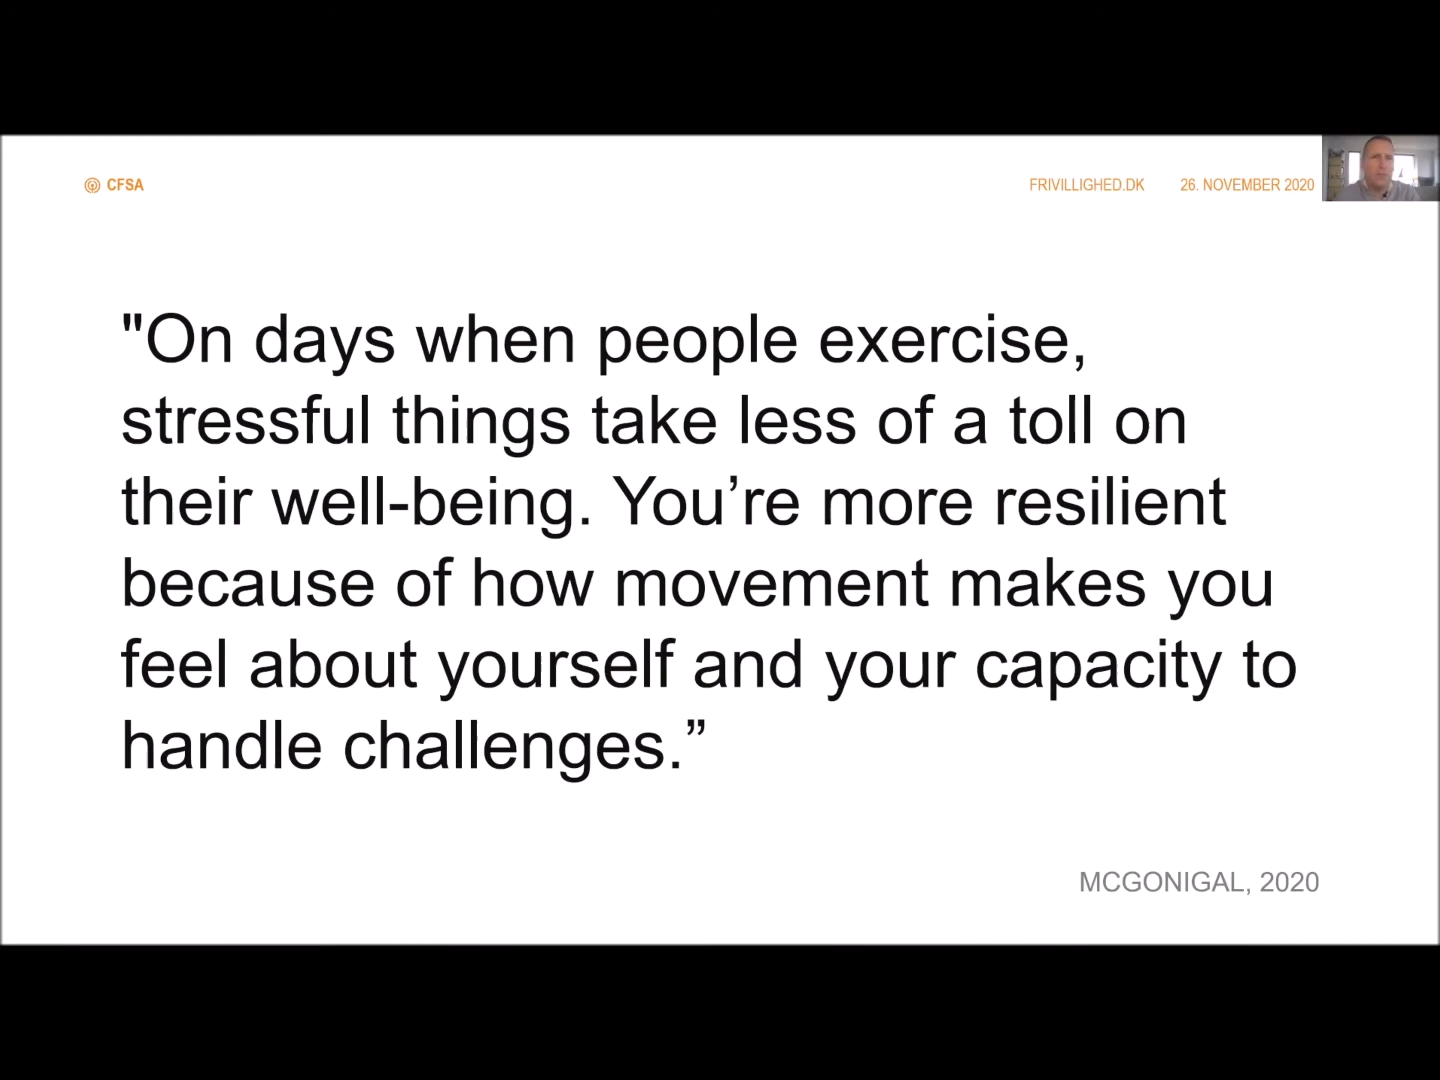 CFSA
FRIVILLIGHED.DK 26. NOVEMBER 2020
"On days when people exercise,
stressful things take less of a toll on
their well-being. You’re more resilient
because of how movement makes you
feel about yourself and your capacity to
handle challenges.”
MCGONIGAL, 2020